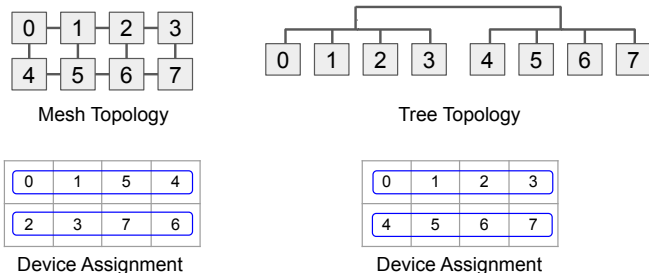 0 1 2 3
4 5 6 7
Mesh Topology
0 1 2 3 4 5 6 7
Tree Topology
0 1 5 4
2 3 7 6
Device Assignment
0 1 2 3
4 5 6 7
Device Assignment